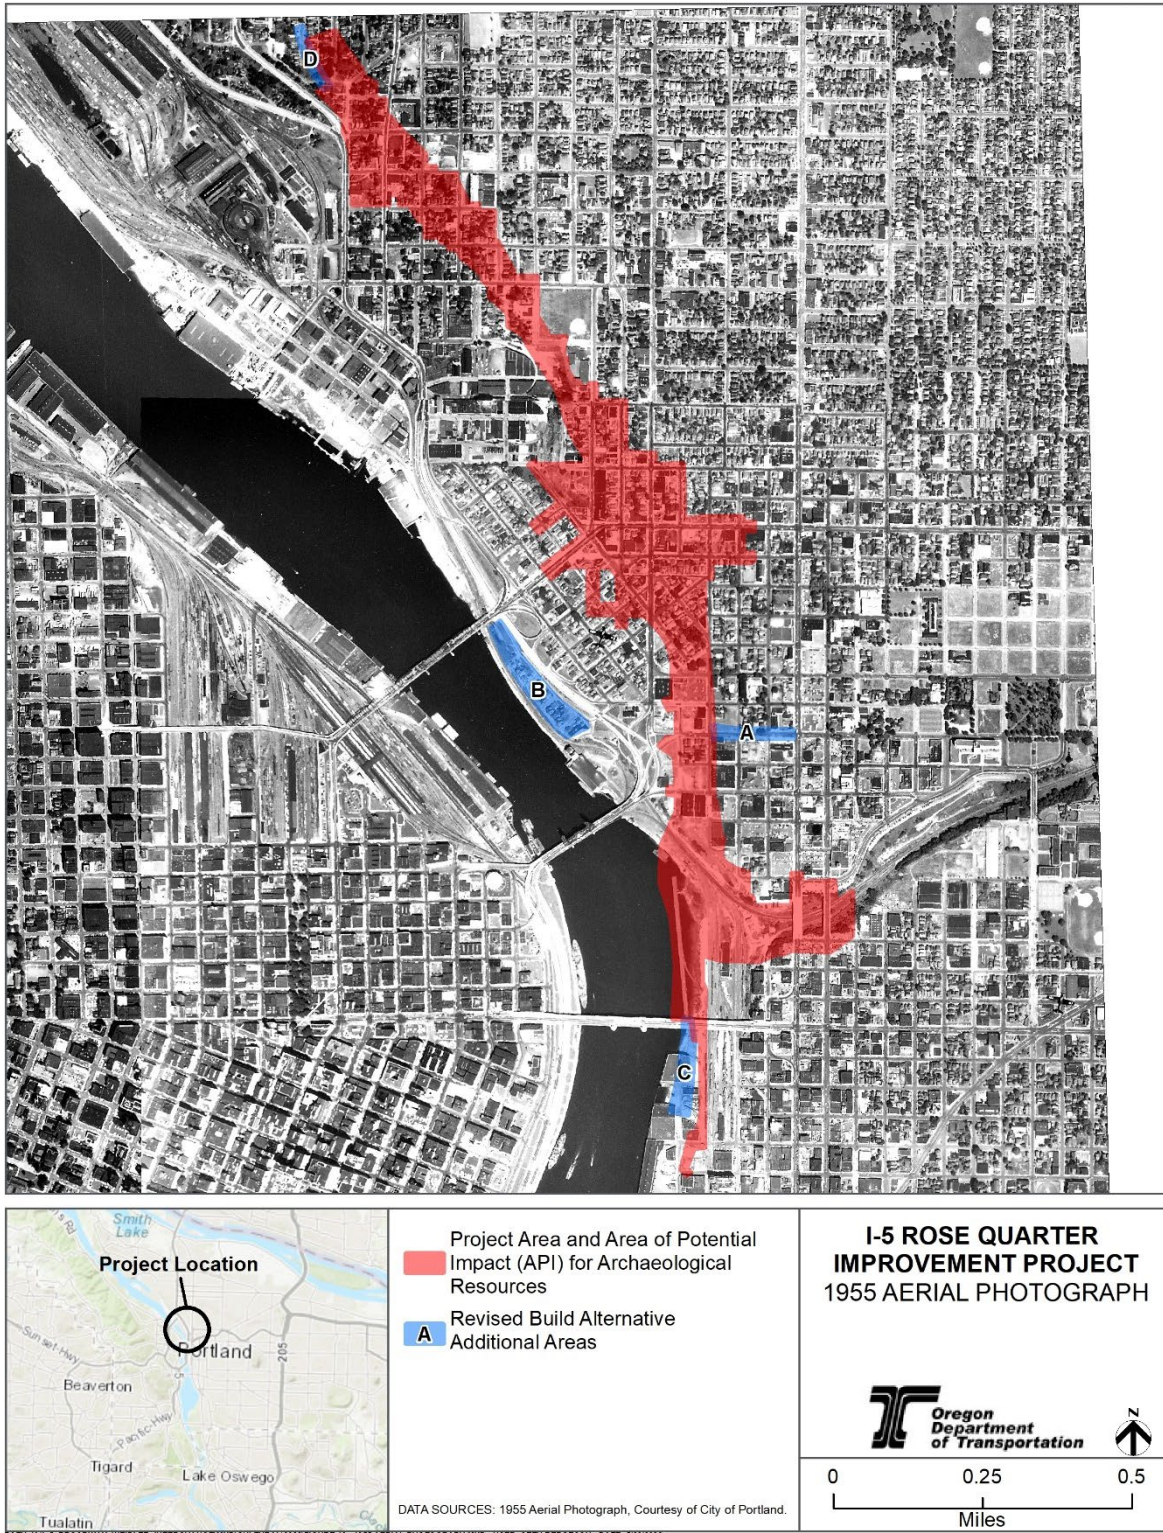 D
B
A
C
Smith
Lake
s Rd
Project Location
Portland
Sunset Hwy
205
5
Beaverton
Pacific Hwy
Tigard
Lake Oswego
Tualatin
Project Area and Area of Potential
Impact (API) for Archaeological
Resources
A
Revised Build Alternative
Additional Areas
DATA SOURCES: 1955 Aerial Photograph, Courtesy of City of Portland.
I-5 ROSE QUARTER
IMPROVEMENT PROJECT
1955 AERIAL PHOTOGRAPH
Oregon
Department
of Transportation
N
0 0.25 0.5
Miles